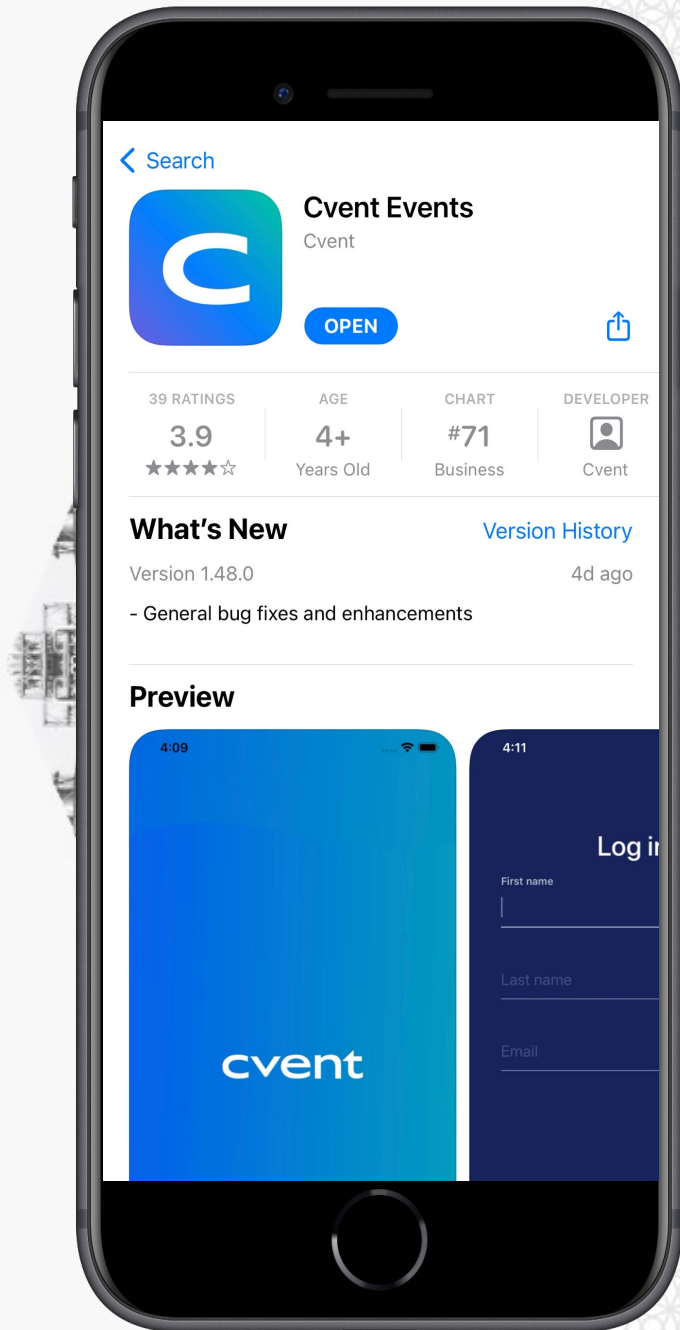 Search
Cvent Events
Cvent
OPEN
39 RATINGS
3.9
AGE
4+
Years Old
CHART
#71
Business
DEVELOPER
Cvent
What's New
Version History
Version 1.48.0
4d ago
- General bug fixes and enhancements
Preview
4:09
cvent
4:11
Log in
First name
Last name
Email